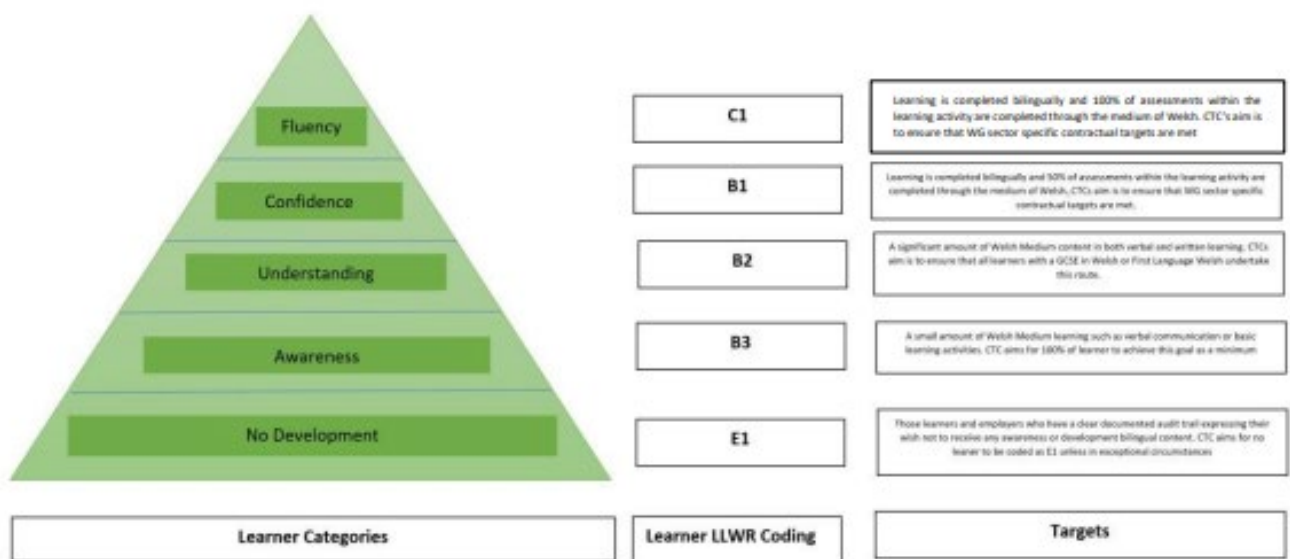 Fluency
C1
Learning is completed bilingually and 100% of assessments within the
learning activity are completed through the medium of Welsh. CTC's aim is
to ensure that WG sector specific contractual targets are met
Confidence
B1
Learning is completed bilingually and 50% of assessments within the learning activity are
completed through the medium of Welsh, CTCs aim is to ensure that WG sector specific
contractual targets are met.
Understanding
B2
A significant amount of Welsh Medium content in both verbal and written learning. CTCs
aim is to ensure that all learners with a GCSE in Welsh or First Language Welsh undertake
this route.
Awareness
B3
A small amount of Welsh Medium learning such as verbal communication or basic
learning activities. CTC aims for 100% of learner to achieve this goal as a minimum
No Development
E1
Those learners and employers who have a clear documented audit trail expressing their
wish not to receive any awareness or development bilingual content. CTC aims for no
leaner to be coded as E1 unless in exceptional circumstances
Learner Categories
Learner LLWR Coding
Targets